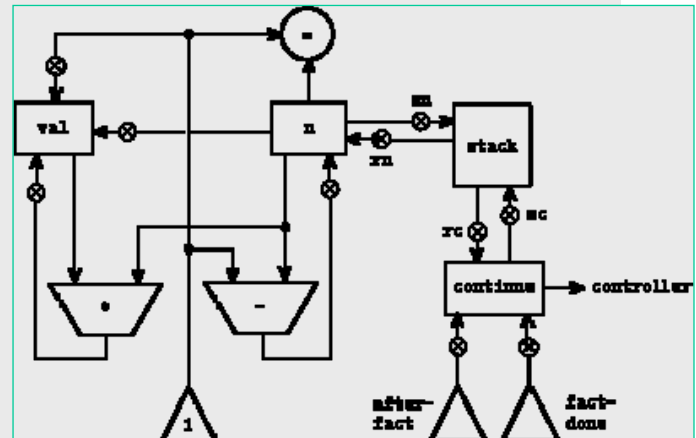 =
sn
val
n
stack
rn
sc
rc
continue
controller
*
-
after-
fact
fact-
done
1